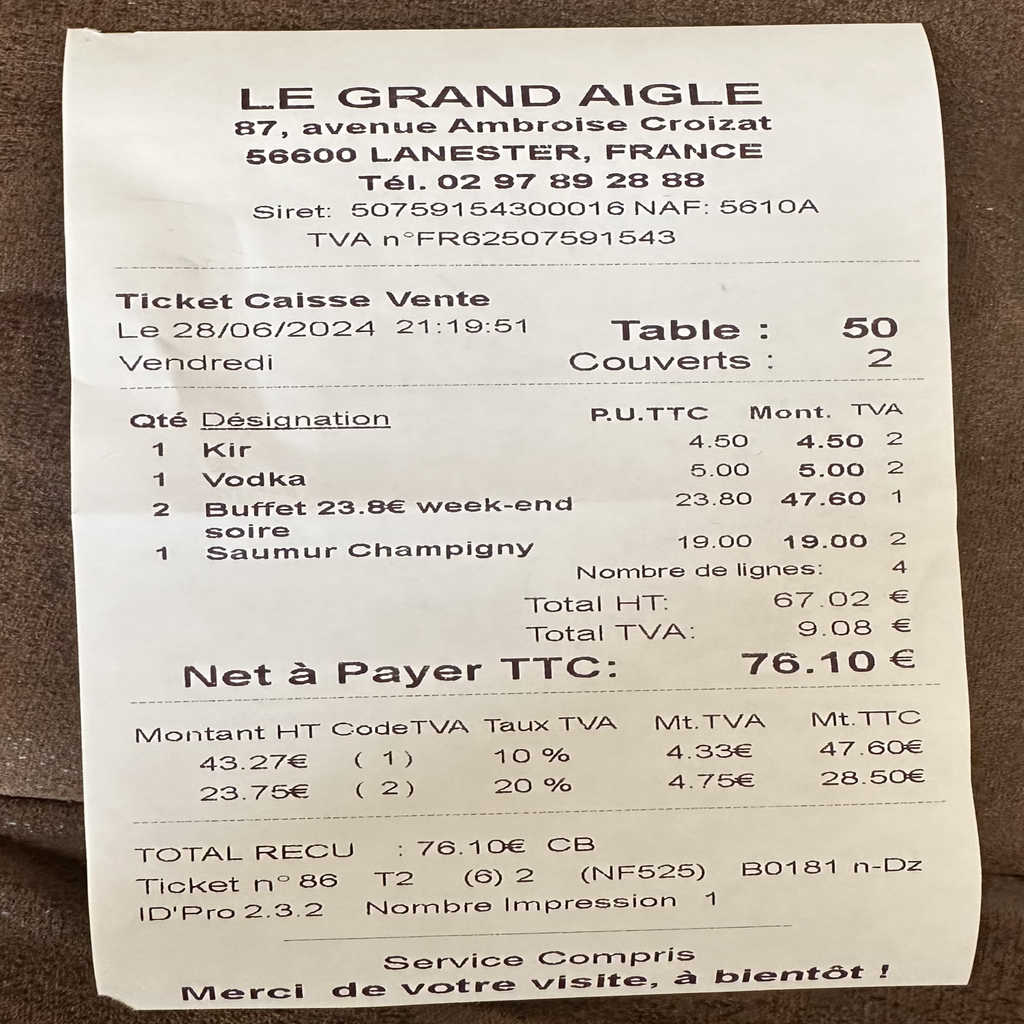 LE GRAND AIGLE
87, avenue Ambroise Croizat
56600 LANESTER, FRANCE
Tél. 02 97 89 28 88
Siret: 50759154300016 NAF: 5610A
TVA n°FR62507591543
Ticket Caisse Vente
Le 28/06/2024 21:19:51 Table : 50
Vendredi Couverts : 2
Qté Désignation P.U.TTC Mont. TVA
1 Kir 4.50 4.50 2
1 Vodka 5.00 5.00 2
2 Buffet 23.8€ week-end 23.80 47.60 1
soire
1 Saumur Champigny 19.00 19.00 2
Nombre de lignes: 4
Total HT: 67.02 €
Total TVA: 9.08 €
Net à Payer TTC: 76.10 €
Montant HT CodeTVA Taux TVA Mt.TVA Mt.TTC
43.27€ ( 1) 10 % 4.33€ 47.60€
23.75€ ( 2) 20 % 4.75€ 28.50€
TOTAL RECU : 76.10€ CB
Ticket n° 86 T2 (6) 2 (NF525) B0181 n-Dz
ID'Pro 2.3.2 Nombre Impression 1
Service Compris
Merci de votre visite, à bientôt !